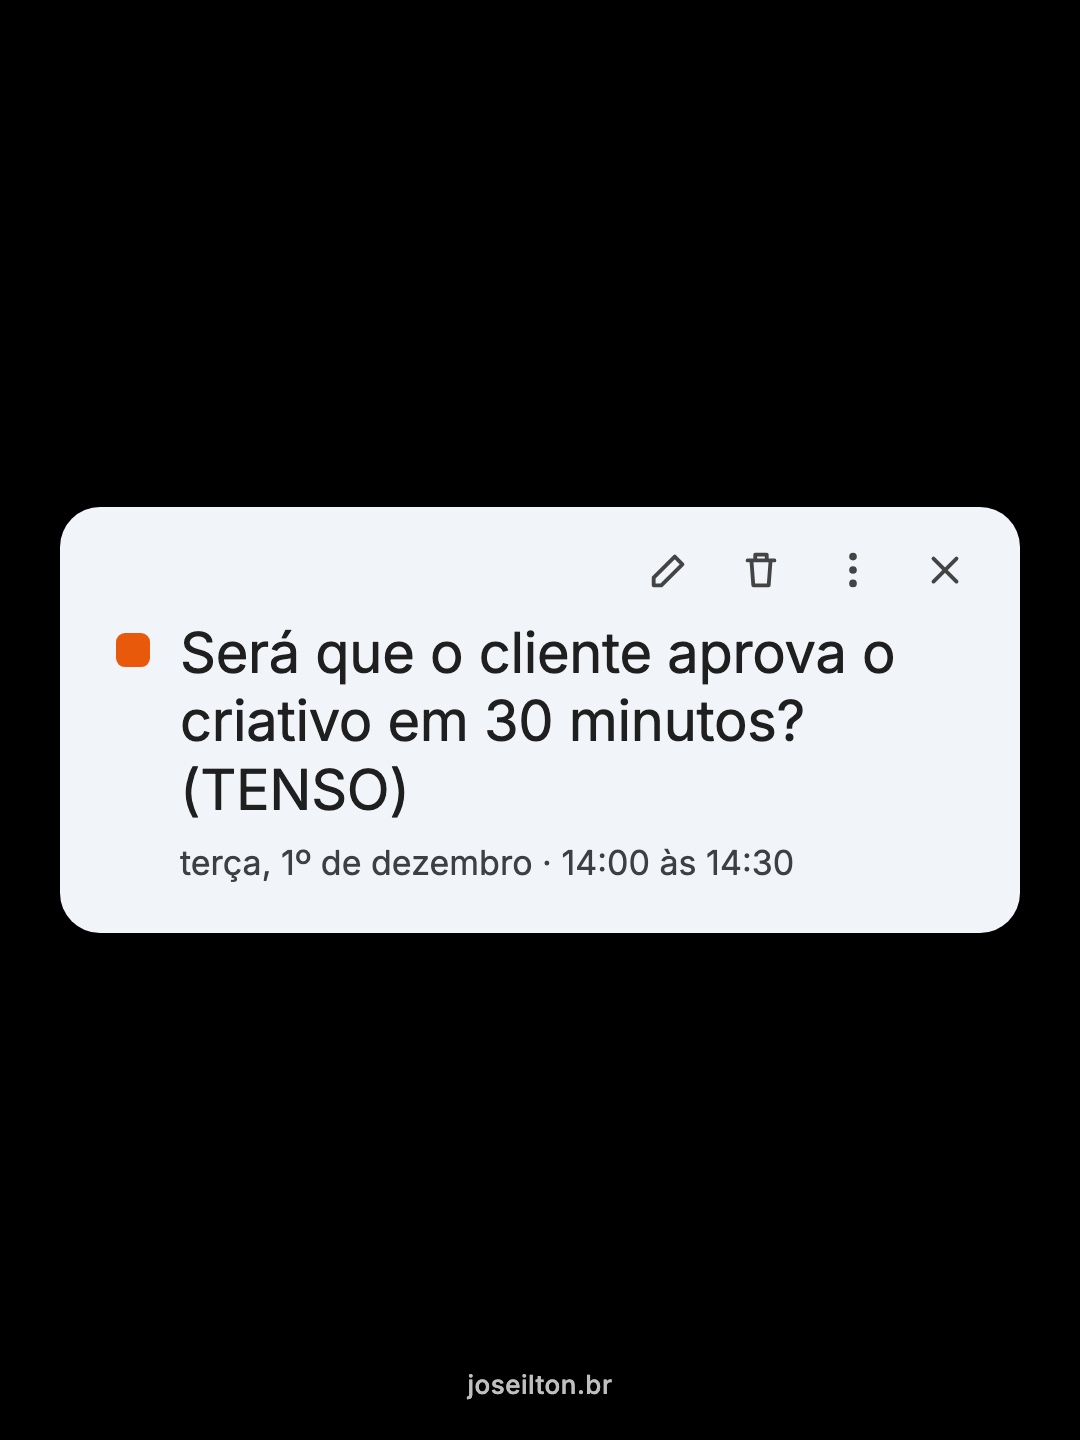 Será que o cliente aprova o
criativo em 30 minutos?
(TENSO)
terça, 1º de dezembro · 14:00 às 14:30
joseilton.br